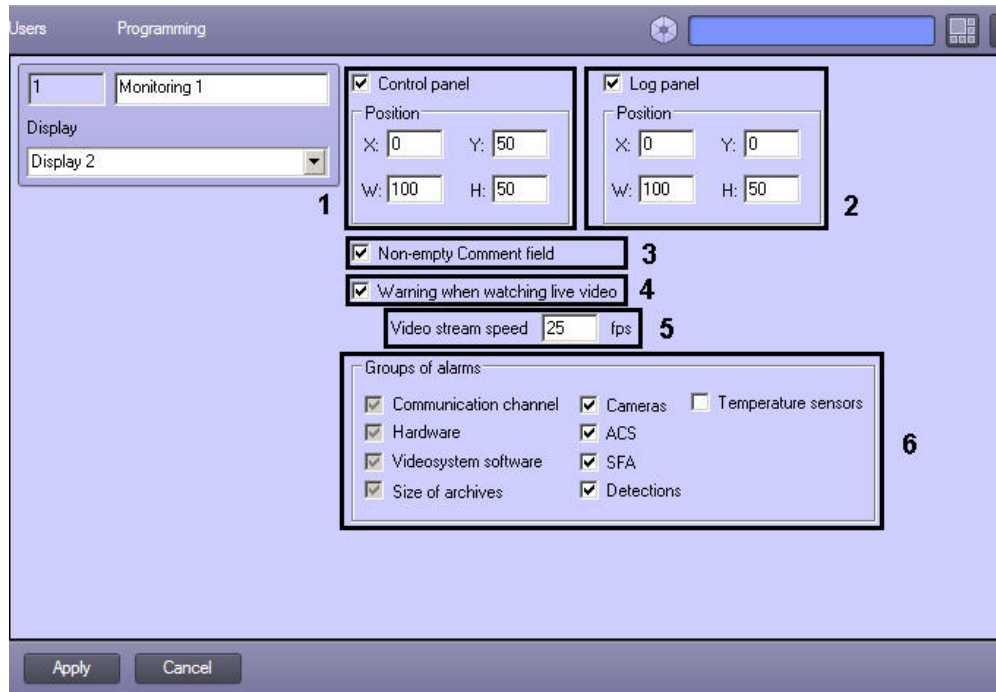 Users Programming
1 Monitoring 1
Display
Display 2
Control panel
Position
X: 0 Y: 50
W: 100 H: 50
1
Log panel
Position
X: 0 Y: 0
W: 100 H: 50
2
Non-empty Comment field
3
Warning when watching live video
4
Video stream speed 25 fps
5
Groups of alarms
Communication channel Cameras Temperature sensors
Hardware ACS
Videosystem software SFA
Size of archives Detections
6
Apply Cancel